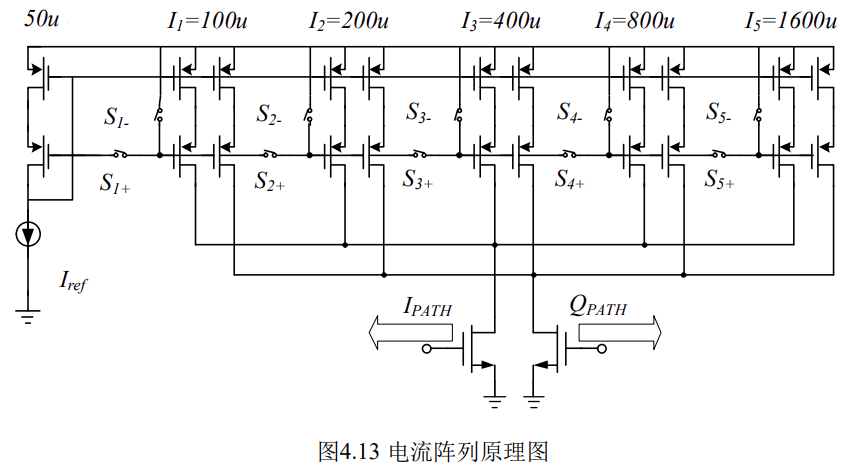 50u I1=100u I2=200u I3=400u I4=800u I5=1600u
S1- S2- S3- S4- S5-
S1+ S2+ S3+ S4+ S5+
Iref
IPATH QPATH
图4.13 电流阵列原理图